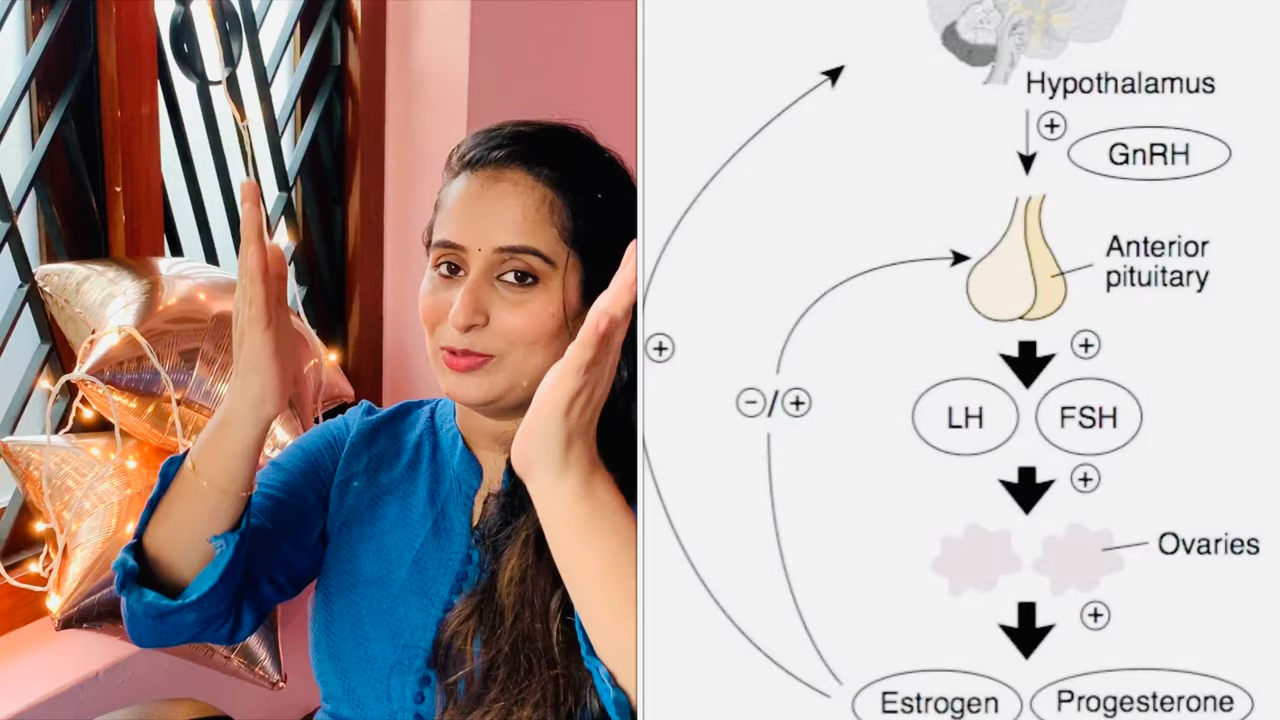 Hypothalamus
⊕
GnRH
Anterior
pituitary
⊕
⊕
⊖/⊕
LH
FSH
⊕
Ovaries
⊕
Estrogen
Progesterone